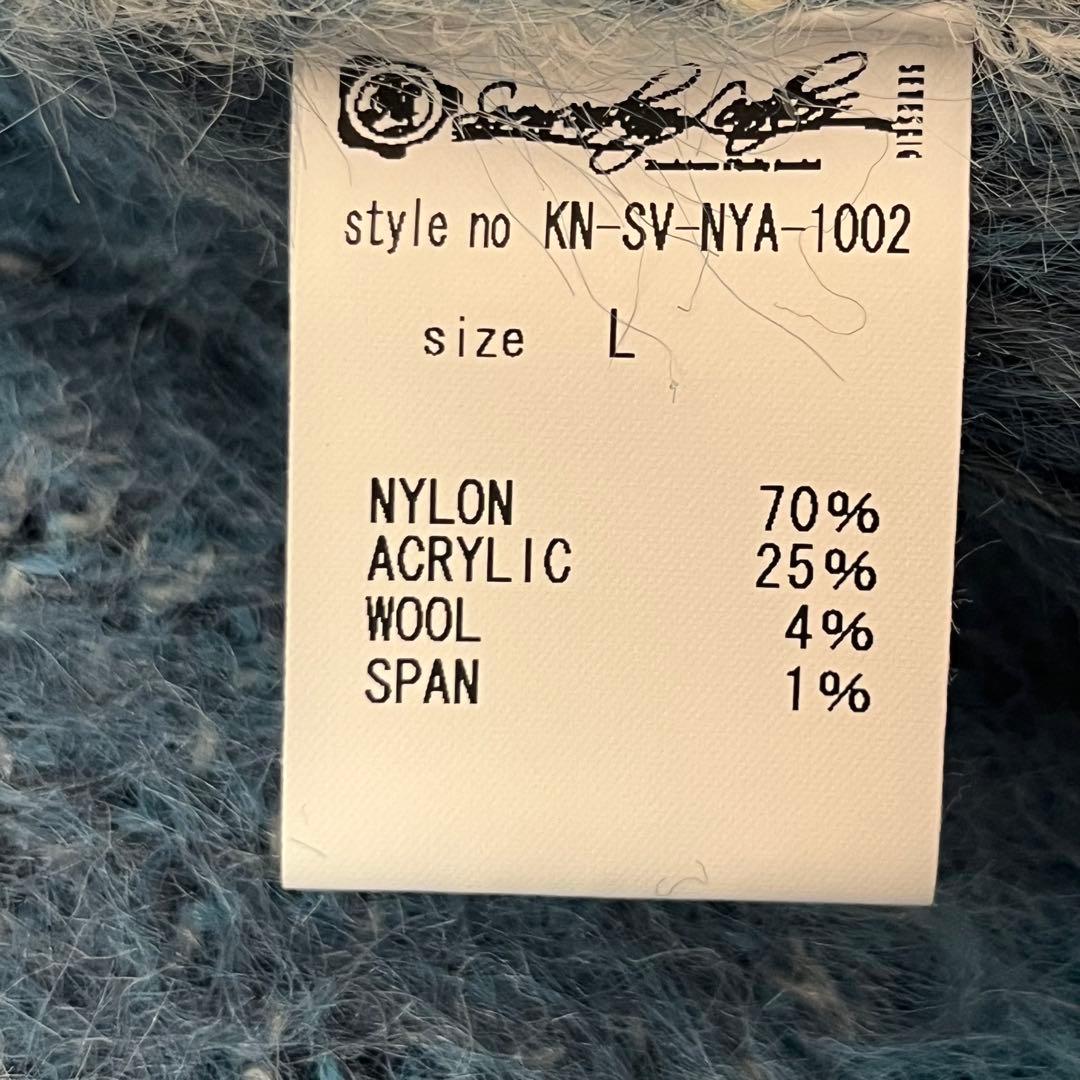 style no KN-SV-NYA-1002
size L
NYLON 70%
ACRYLIC 25%
WOOL 4%
SPAN 1%